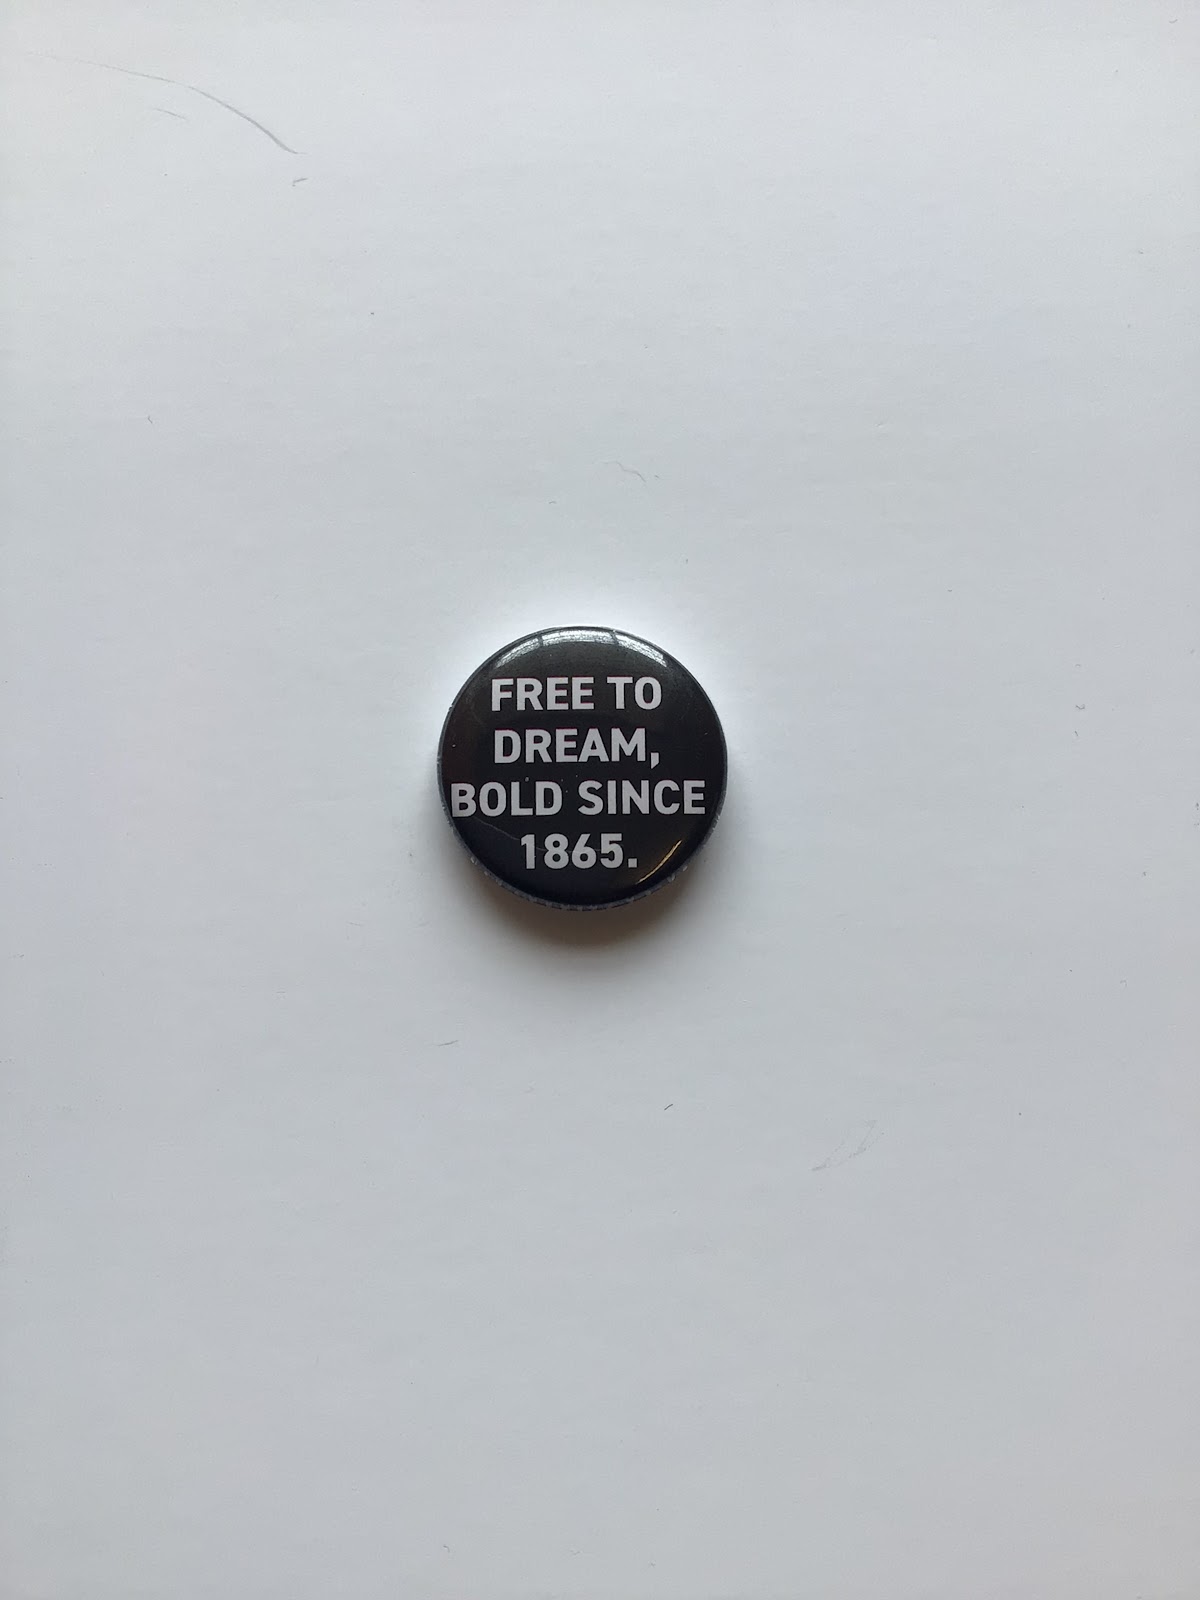 FREE TO
DREAM,
BOLD SINCE
1865.